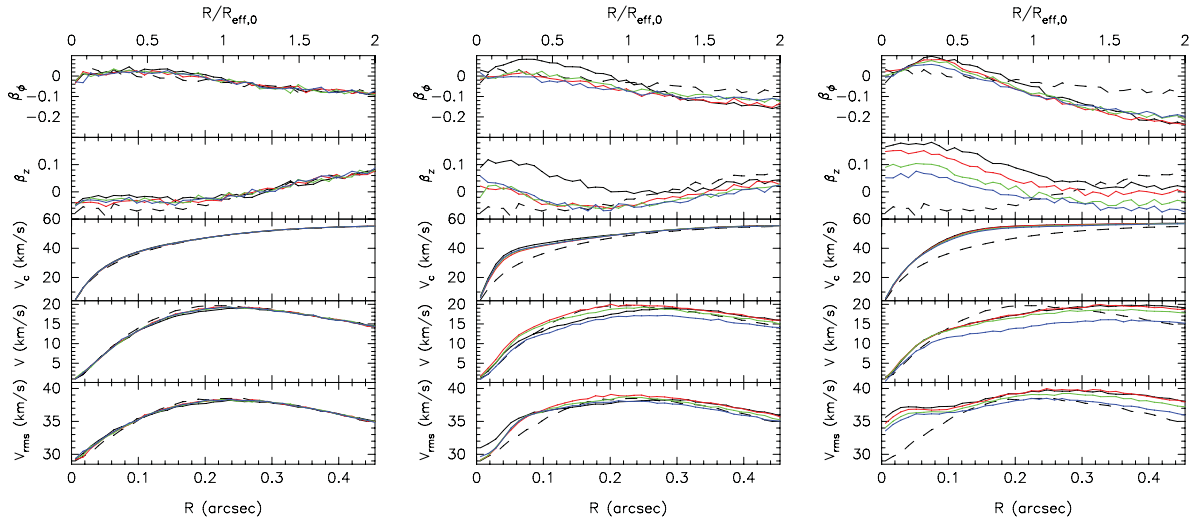 R/R_eff,0 R/R_eff,0 R/R_eff,0
0 0.5 1 1.5 2 0 0.5 1 1.5 2 0 0.5 1 1.5 2
β_φ 0 −0.1 −0.2 β_φ 0 −0.1 −0.2 β_φ 0 −0.1 −0.2
β_z 0.1 0 β_z 0.1 0 β_z 0.1 0
V_c (km/s) 60 40 20 V_c (km/s) 60 40 20 V_c (km/s) 60 40 20
V (km/s) 20 15 10 5 V (km/s) 20 15 10 5 V (km/s) 20 15 10 5
V_rms (km/s) 40 35 30 V_rms (km/s) 40 35 30 V_rms (km/s) 40 35 30
0 0.1 0.2 0.3 0.4 0 0.1 0.2 0.3 0.4 0 0.1 0.2 0.3 0.4
R (arcsec) R (arcsec) R (arcsec)